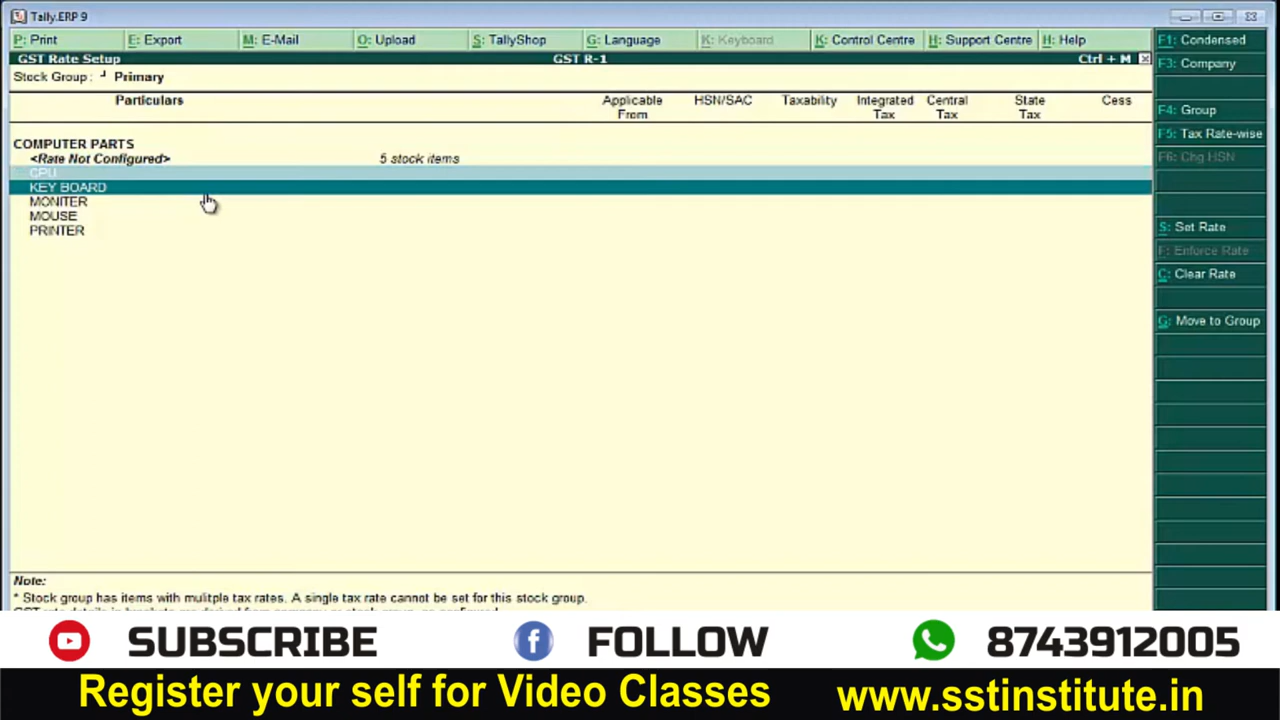 Tally.ERP 9
P: Print E: Export M: E-Mail O: Upload S: TallyShop G: Language K: Keyboard K: Control Centre H: Support Centre H: Help
GST Rate Setup GST R-1 Ctrl + M
Stock Group : Primary
Particulars Applicable From HSN/SAC Taxability Integrated Tax Central Tax State Tax Cess
COMPUTER PARTS
<Rate Not Configured> 5 stock items
CPU
KEY BOARD
MONITER
MOUSE
PRINTER
Note:
* Stock group has items with mulitple tax rates. A single tax rate cannot be set for this stock group.
F1: Condensed
F3: Company
F4: Group
F5: Tax Rate-wise
F6: Chg HSN
S: Set Rate
F: Enforce Rate
C: Clear Rate
G: Move to Group
SUBSCRIBE FOLLOW 8743912005
Register your self for Video Classes www.sstinstitute.in